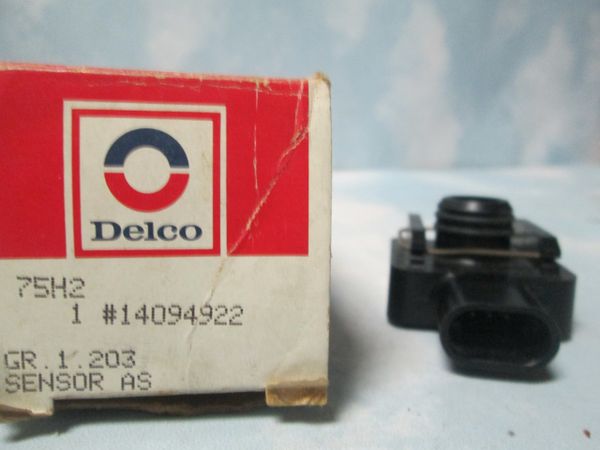 Delco
75H2
1 #14094922
GR.1.203
SENSOR AS